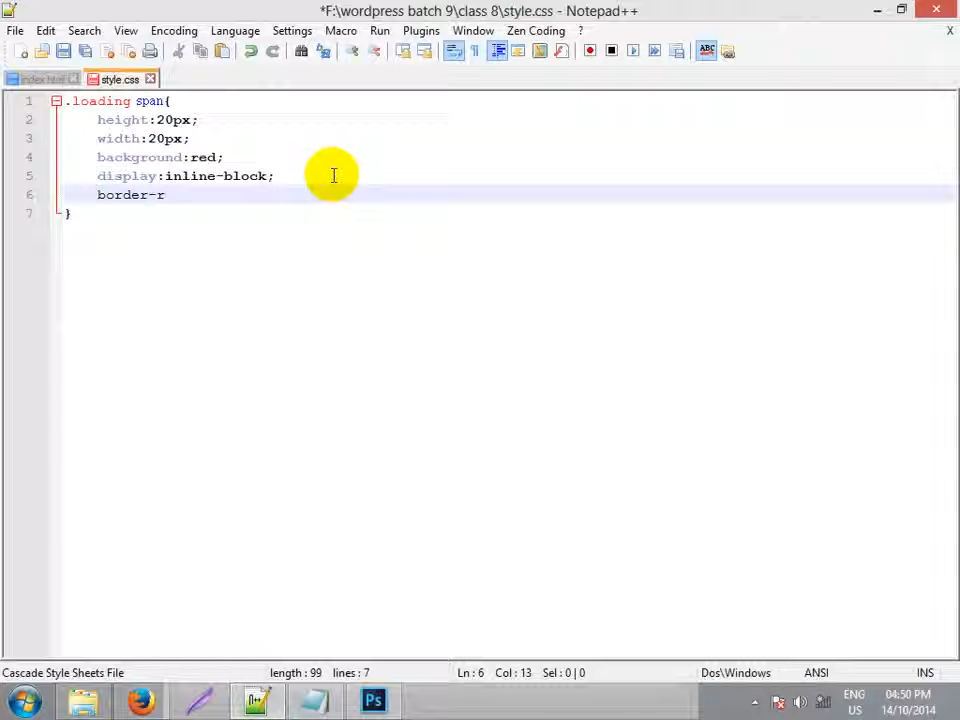 *F:\wordpress batch 9\class 8\style.css - Notepad++
File Edit Search View Encoding Language Settings Macro Run Plugins Window Zen Coding ? X
index.html style.css
1 .loading span{
2 height:20px;
3 width:20px;
4 background:red;
5 display:inline-block;
6 border-r
7 }
Cascade Style Sheets File length : 99 lines : 7 Ln : 6 Col : 13 Sel : 0 | 0 Dos\Windows ANSI INS
ENG 04:50 PM
US 14/10/2014